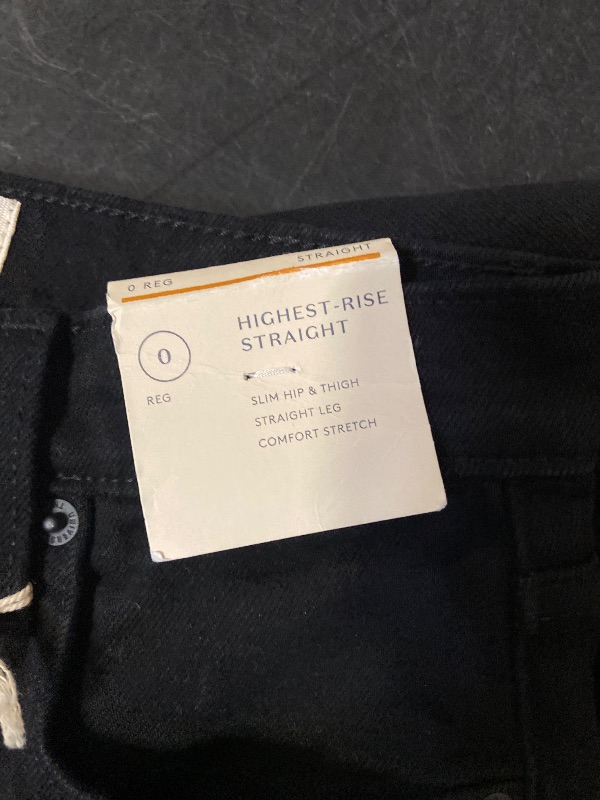 0 REG STRAIGHT
HIGHEST-RISE
STRAIGHT
0
REG
SLIM HIP & THIGH
STRAIGHT LEG
COMFORT STRETCH